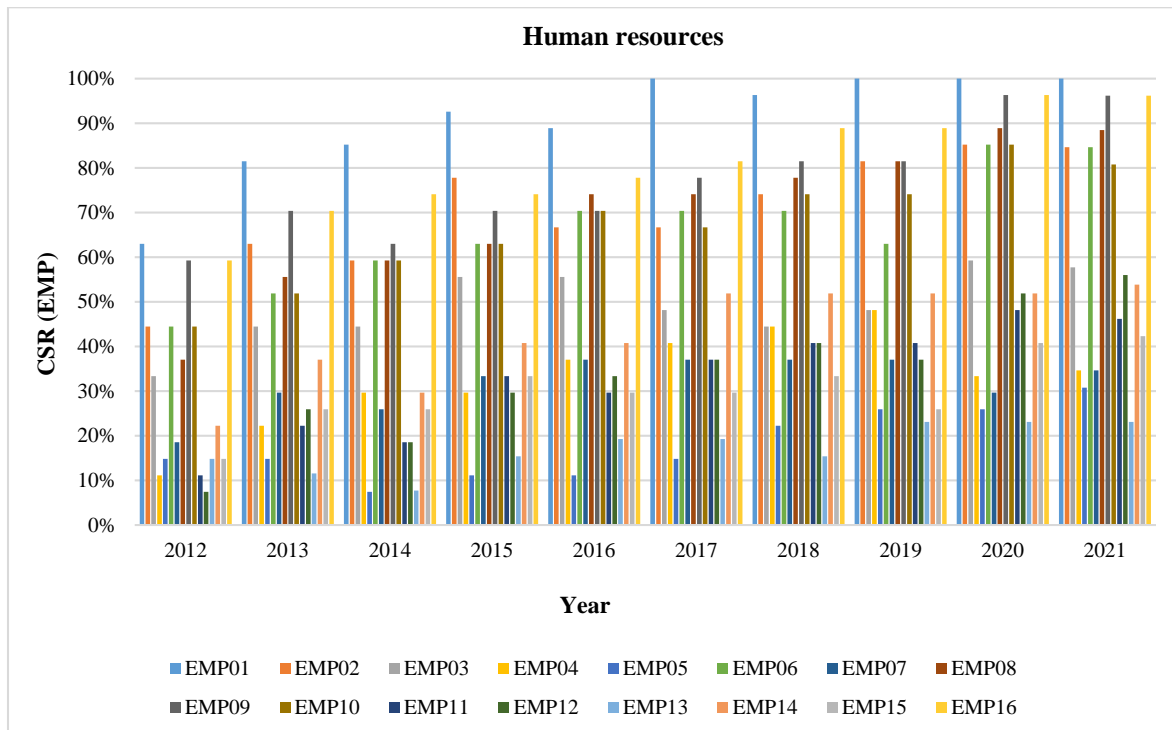 Human resources
100%
90%
80%
70%
60%
50%
40%
30%
20%
10%
0%
CSR (EMP)
2012 2013 2014 2015 2016 2017 2018 2019 2020 2021
Year
EMP01 EMP02 EMP03 EMP04 EMP05 EMP06 EMP07 EMP08
EMP09 EMP10 EMP11 EMP12 EMP13 EMP14 EMP15 EMP16